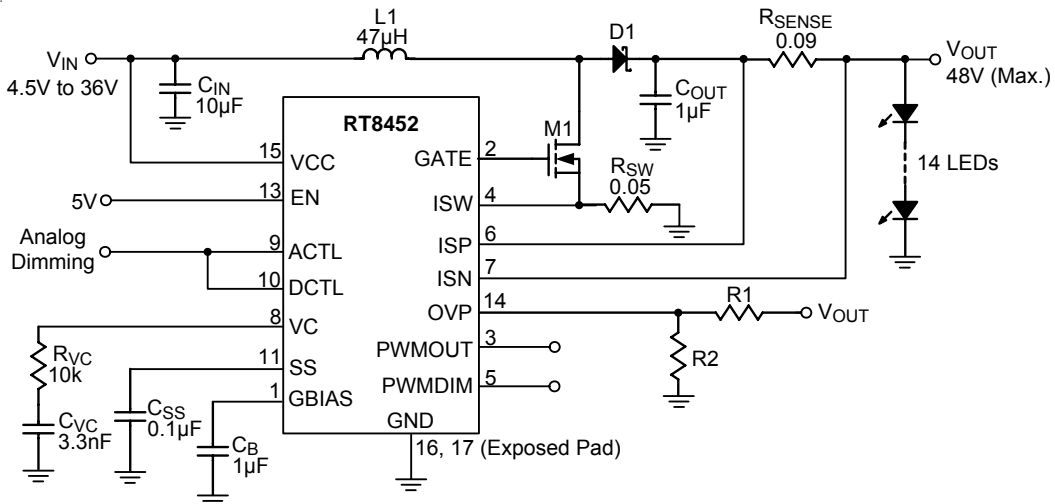 L1
47µH
D1
RSENSE
0.09
VIN
4.5V to 36V
CIN
10µF
COUT
1µF
VOUT
48V (Max.)
RT8452
M1
14 LEDs
15
VCC
GATE
2
RSW
0.05
5V
13
EN
ISW
4
Analog
Dimming
9
ACTL
ISP
6
10
DCTL
ISN
7
8
VC
OVP
14
R1
VOUT
RVC
10k
11
SS
PWMOUT
3
R2
1
GBIAS
PWMDIM
5
CVC
3.3nF
CSS
0.1µF
CB
1µF
GND
16, 17 (Exposed Pad)